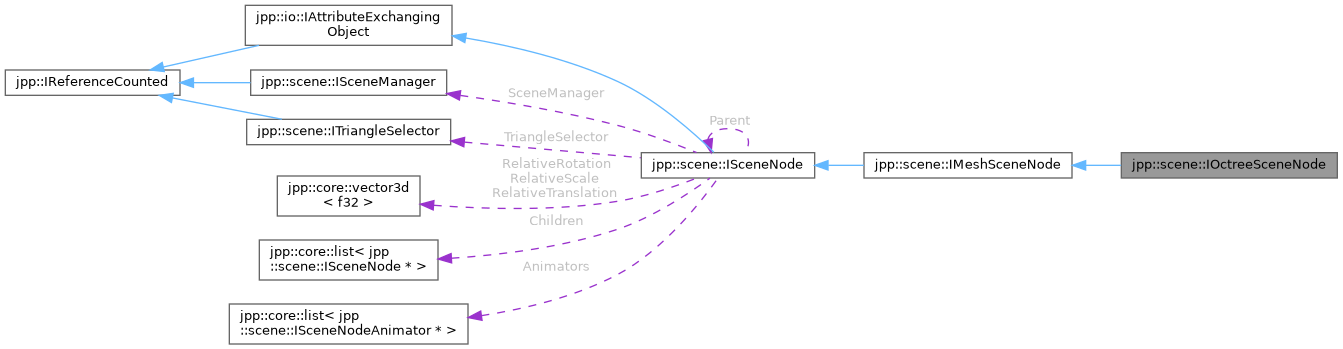 jpp::io::IAttributeExchanging
Object
jpp::IReferenceCounted
jpp::scene::ISceneManager
SceneManager
Parent
jpp::scene::ITriangleSelector
TriangleSelector
jpp::scene::ISceneNode
jpp::scene::IMeshSceneNode
jpp::scene::IOctreeSceneNode
RelativeRotation
RelativeScale
RelativeTranslation
jpp::core::vector3d
< f32 >
Children
jpp::core::list< jpp
::scene::ISceneNode * >
Animators
jpp::core::list< jpp
::scene::ISceneNodeAnimator * >